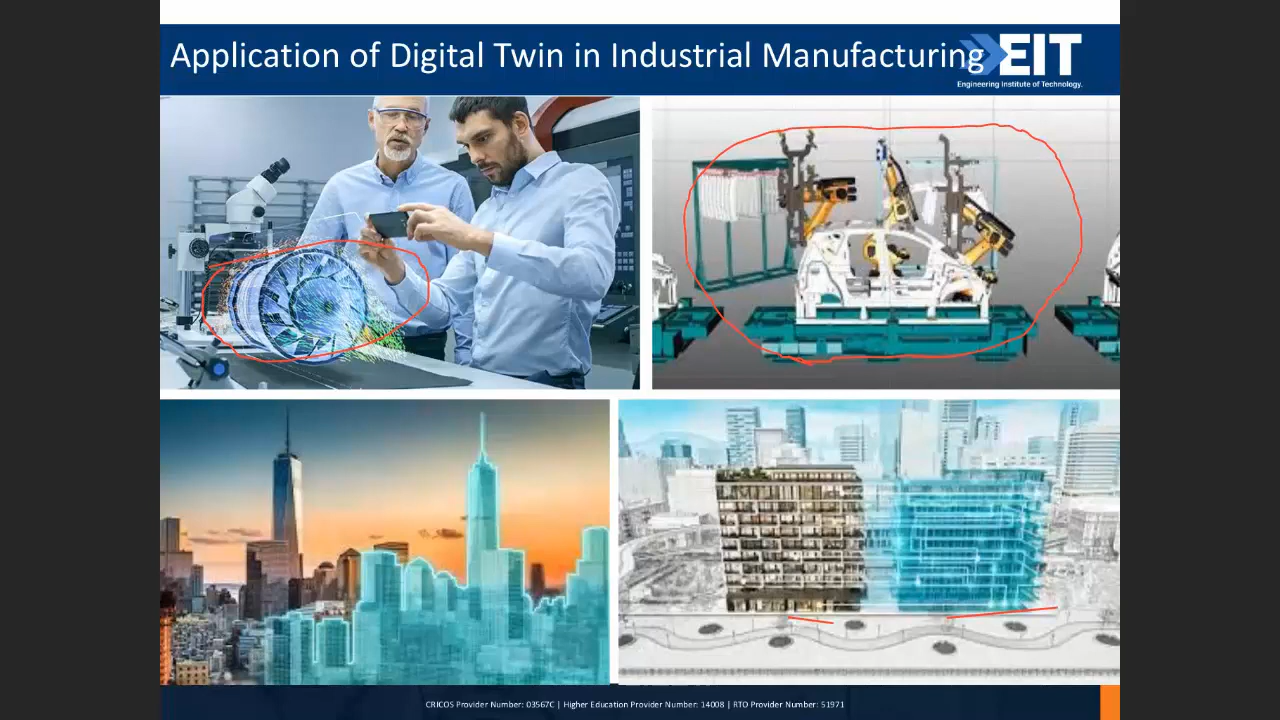 Application of Digital Twin in Industrial Manufacturing
EIT
Engineering Institute of Technology.
CRICOS Provider Number: 03567C | Higher Education Provider Number: 14008 | RTO Provider Number: 51971